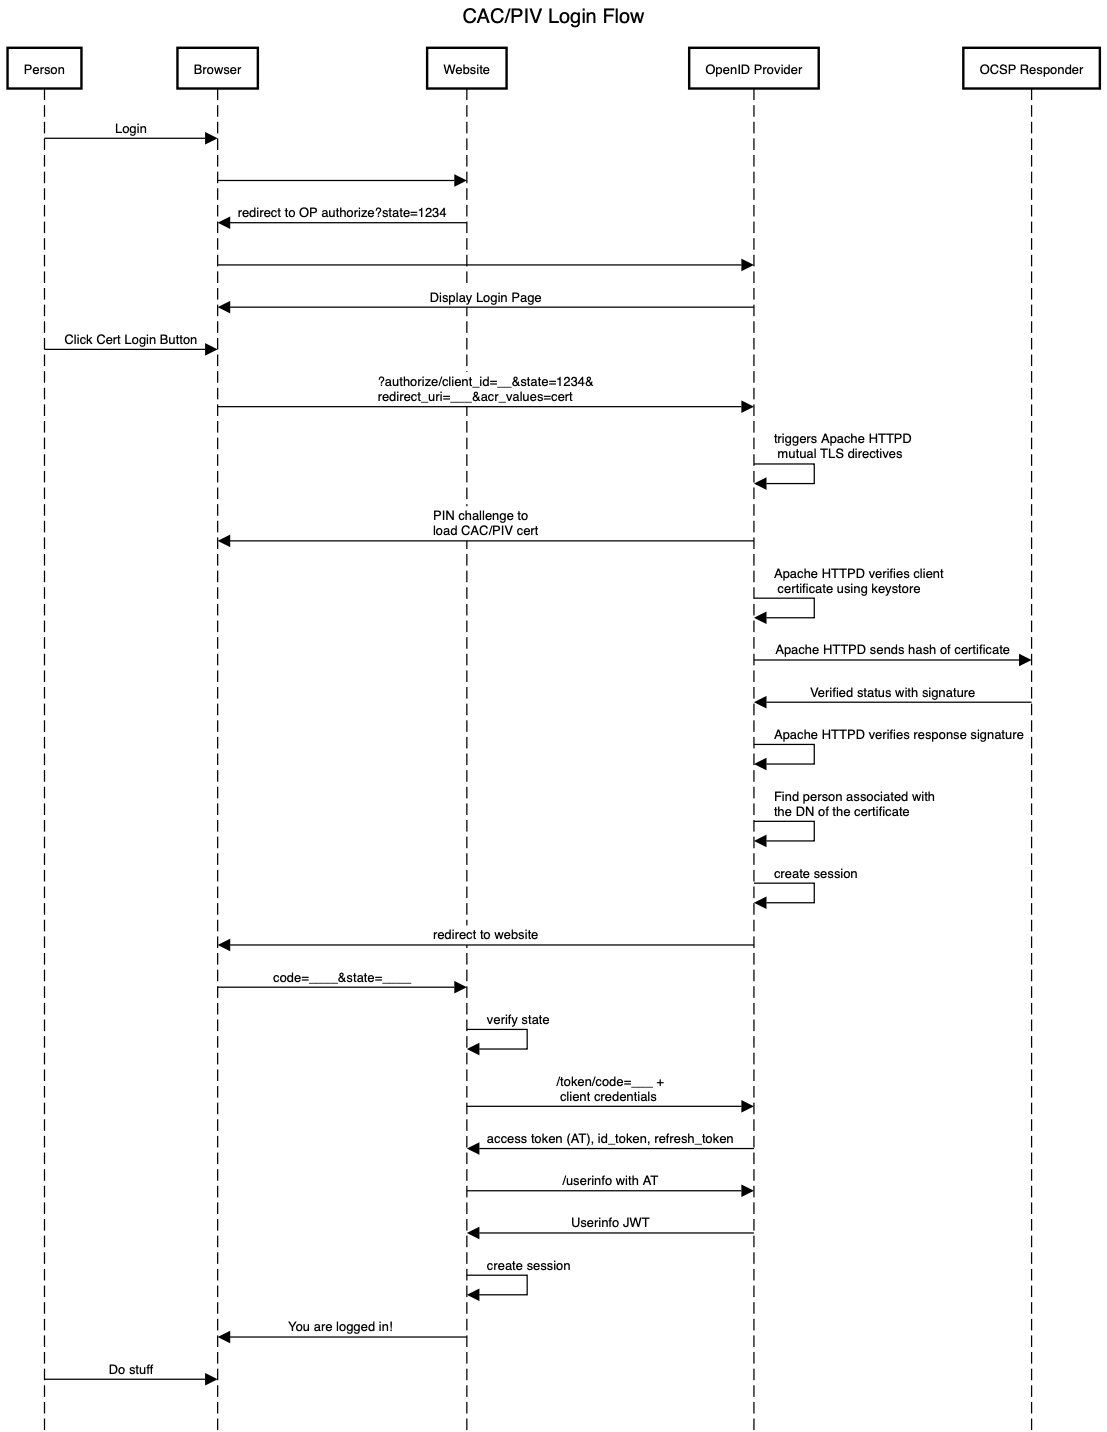 CAC/PIV Login Flow
Person
Browser
Website
OpenID Provider
OCSP Responder
Login
redirect to OP authorize?state=1234
Display Login Page
Click Cert Login Button
?authorize/client_id=__&state=1234&
redirect_uri=___&acr_values=cert
triggers Apache HTTPD
mutual TLS directives
PIN challenge to
load CAC/PIV cert
Apache HTTPD verifies client
certificate using keystore
Apache HTTPD sends hash of certificate
Verified status with signature
Apache HTTPD verifies response signature
Find person associated with
the DN of the certificate
create session
redirect to website
code=____&state=____
verify state
/token/code=___ +
client credentials
access token (AT), id_token, refresh_token
/userinfo with AT
Userinfo JWT
create session
You are logged in!
Do stuff